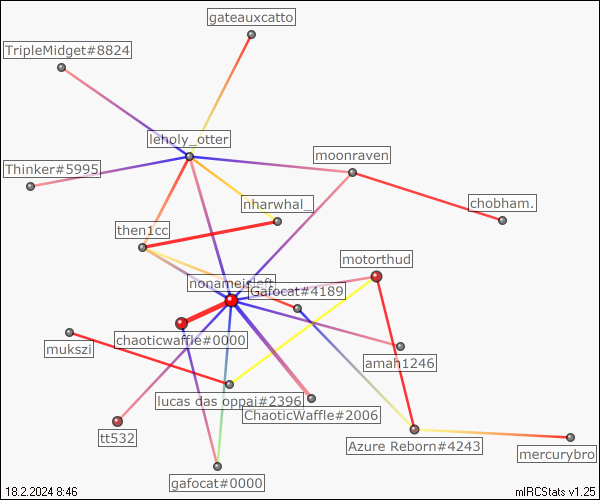 gateauxcatto
TripleMidget#8824
leholy_otter
moonraven
Thinker#5995
nharwhal_
chobham.
then1cc
motorthud
nonameisleft
Gafocat#4189
chaoticwaffle#0000
mukszi
amah1246
lucas das oppai#2396
ChaoticWaffle#2006
tt532
Azure Reborn#4243
mercurybro
gafocat#0000
18.2.2024 8:46
mIRCStats v1.25